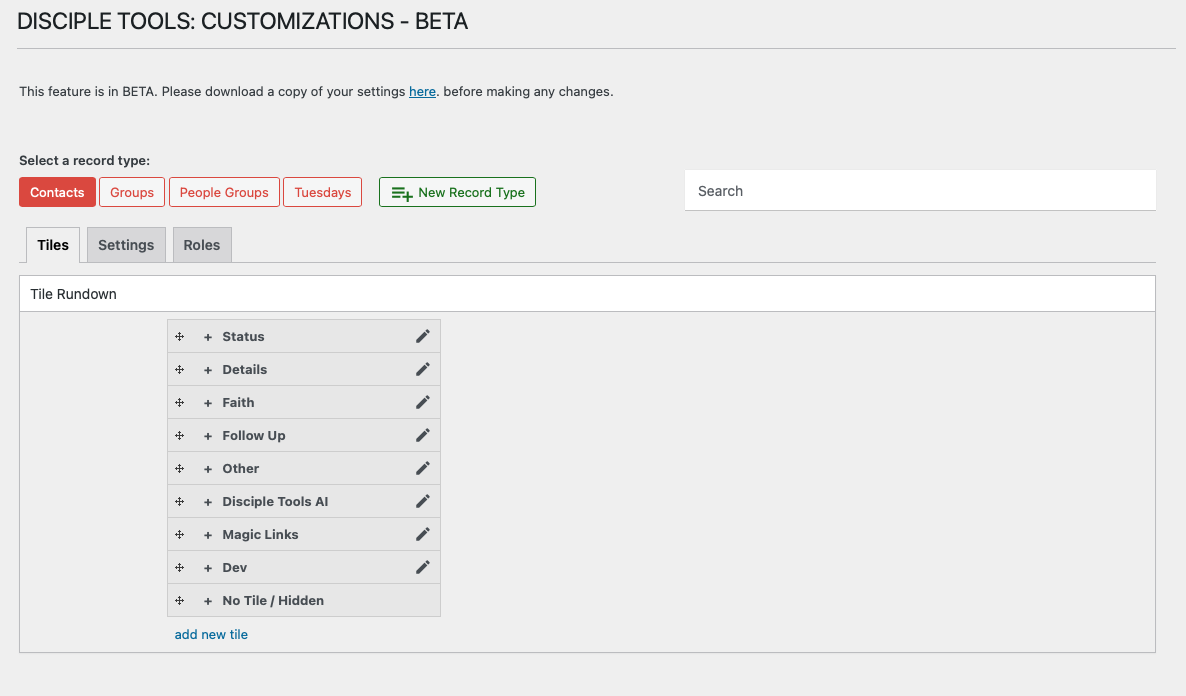 DISCIPLE TOOLS: CUSTOMIZATIONS - BETA
This feature is in BETA. Please download a copy of your settings here. before making any changes.
Select a record type:
Contacts Groups People Groups Tuesdays New Record Type Search
Tiles Settings Roles
Tile Rundown
+ Status
+ Details
+ Faith
+ Follow Up
+ Other
+ Disciple Tools AI
+ Magic Links
+ Dev
+ No Tile / Hidden
add new tile